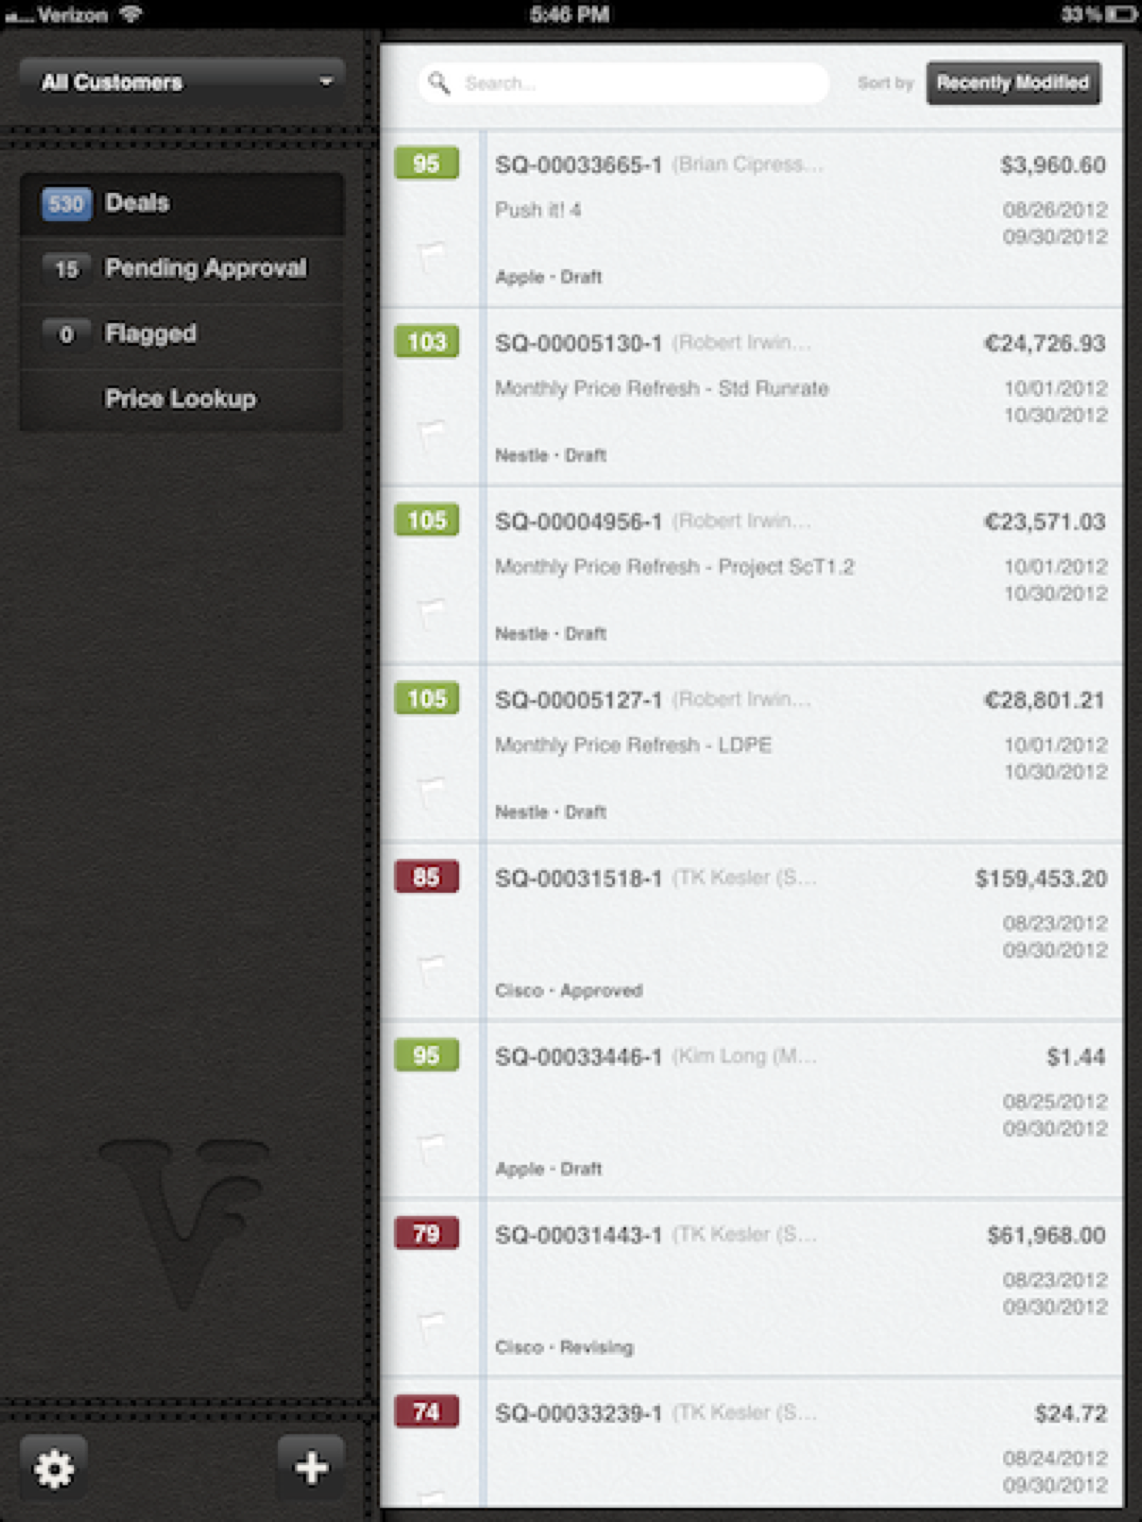 Verizon 5:46 PM 33%
All Customers
530 Deals
15 Pending Approval
0 Flagged
Price Lookup
Search... Sort by Recently Modified
95 SQ-00033665-1 (Brian Cipress... $3,960.60
Push it! 4 08/26/2012
09/30/2012
Apple · Draft
103 SQ-00005130-1 (Robert Irwin... €24,726.93
Monthly Price Refresh - Std Runrate 10/01/2012
10/30/2012
Nestle · Draft
105 SQ-00004956-1 (Robert Irwin... €23,571.03
Monthly Price Refresh - Project ScT1.2 10/01/2012
10/30/2012
Nestle · Draft
105 SQ-00005127-1 (Robert Irwin... €28,801.21
Monthly Price Refresh - LDPE 10/01/2012
10/30/2012
Nestle · Draft
85 SQ-00031518-1 (TK Kesler (S... $159,453.20
08/23/2012
09/30/2012
Cisco · Approved
95 SQ-00033446-1 (Kim Long (M... $1.44
08/25/2012
09/30/2012
Apple · Draft
79 SQ-00031443-1 (TK Kesler (S... $61,968.00
08/23/2012
09/30/2012
Cisco · Revising
74 SQ-00033239-1 (TK Kesler (S... $24.72
08/24/2012
09/30/2012